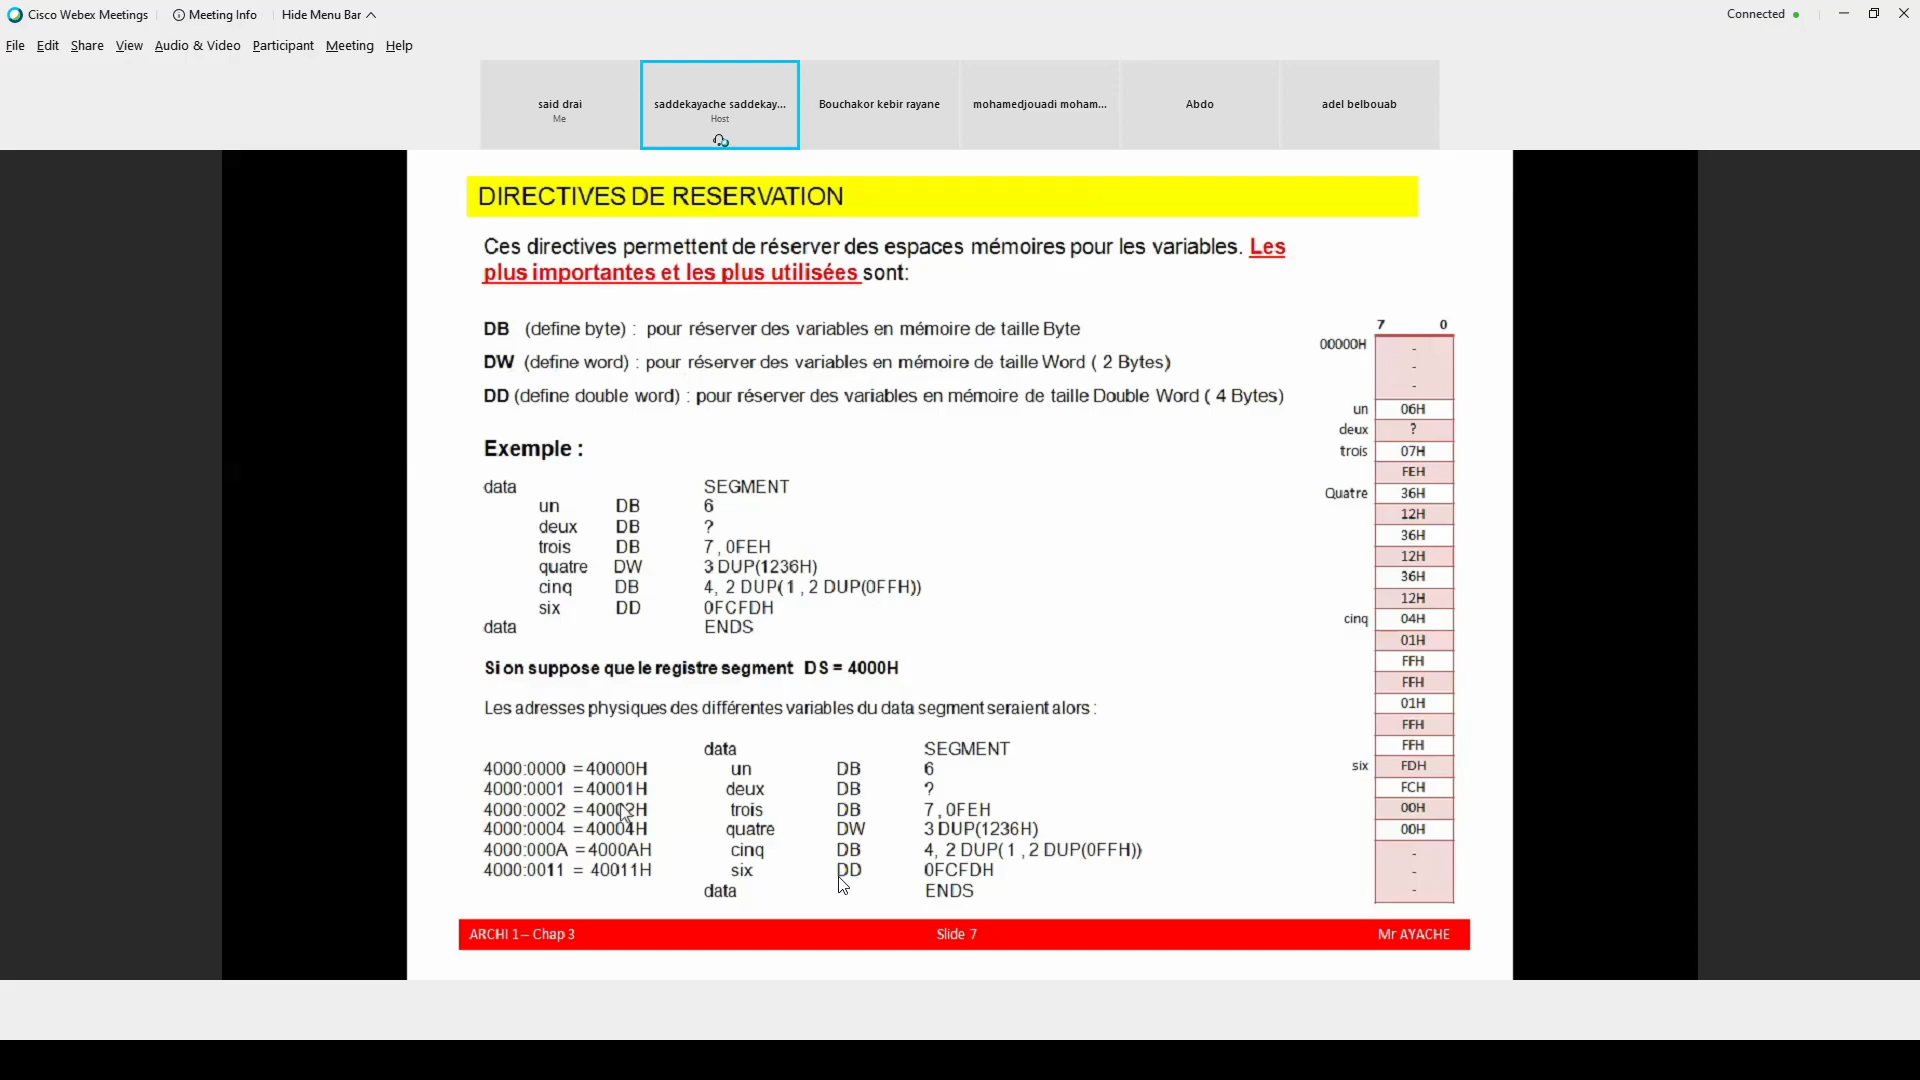 Cisco Webex Meetings Meeting Info Hide Menu Bar Connected
File Edit Share View Audio & Video Participant Meeting Help
said drai
Me
saddekayache saddekay...
Host
Bouchakor kebir rayane
mohamedjouadi moham...
Abdo
adel belbouab
DIRECTIVES DE RESERVATION
Ces directives permettent de réserver des espaces mémoires pour les variables. Les
plus importantes et les plus utilisées sont:
DB (define byte) : pour réserver des variables en mémoire de taille Byte
DW (define word) : pour réserver des variables en mémoire de taille Word ( 2 Bytes)
DD (define double word) : pour réserver des variables en mémoire de taille Double Word ( 4 Bytes)
Exemple :
data SEGMENT
un DB 6
deux DB ?
trois DB 7 , 0FEH
quatre DW 3 DUP(1236H)
cinq DB 4, 2 DUP( 1 , 2 DUP(0FFH))
six DD 0FCFDH
data ENDS
Si on suppose que le registre segment DS = 4000H
Les adresses physiques des différentes variables du data segment seraient alors :
data SEGMENT
4000:0000 = 40000H un DB 6
4000:0001 = 40001H deux DB ?
4000:0002 = 40002H trois DB 7 , 0FEH
4000:0004 = 40004H quatre DW 3 DUP(1236H)
4000:000A = 4000AH cinq DB 4, 2 DUP( 1 , 2 DUP(0FFH))
4000:0011 = 40011H six DD 0FCFDH
data ENDS
7 0
00000H -
-
-
un 06H
deux ?
trois 07H
FEH
Quatre 36H
12H
36H
12H
36H
12H
cinq 04H
01H
FFH
FFH
01H
FFH
FFH
six FDH
FCH
00H
00H
-
-
-
ARCHI 1 – Chap 3 Slide 7 Mr AYACHE